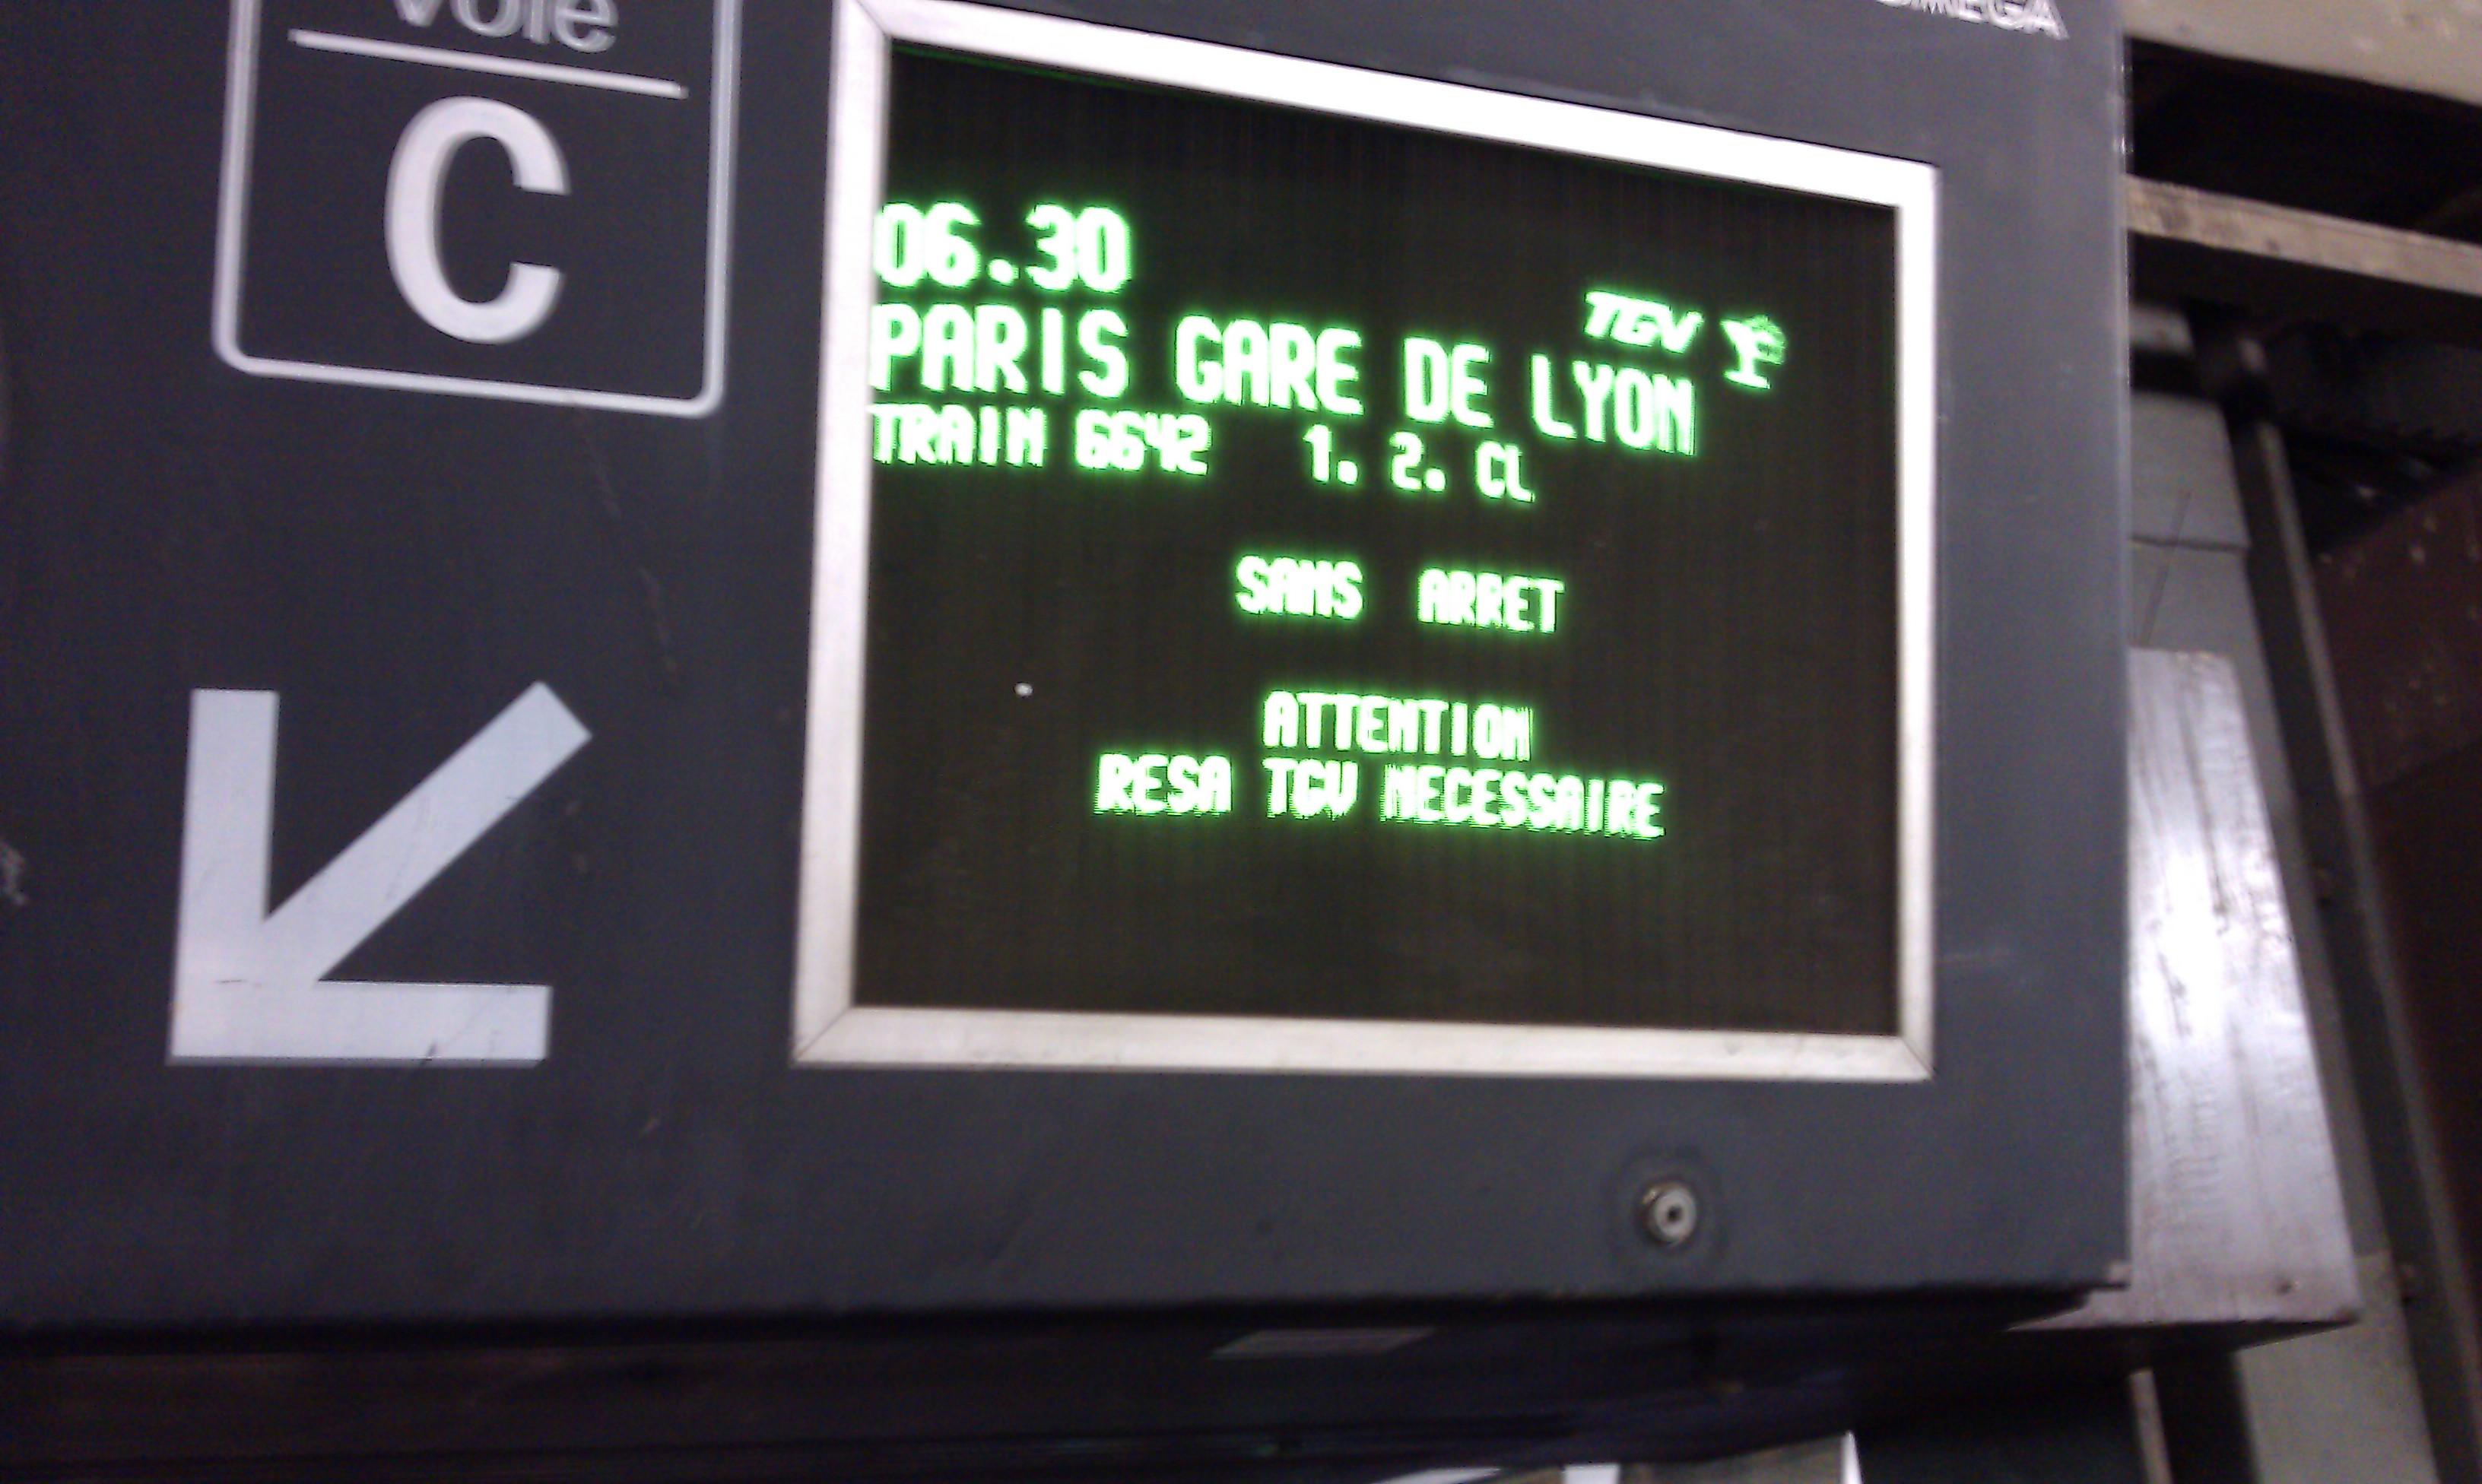 Voie
C
OMEGA
06.30
TGV
PARIS GARE DE LYON
TRAIN 6642 1. 2. CL
SANS ARRET
ATTENTION
RESA TGV NECESSAIRE